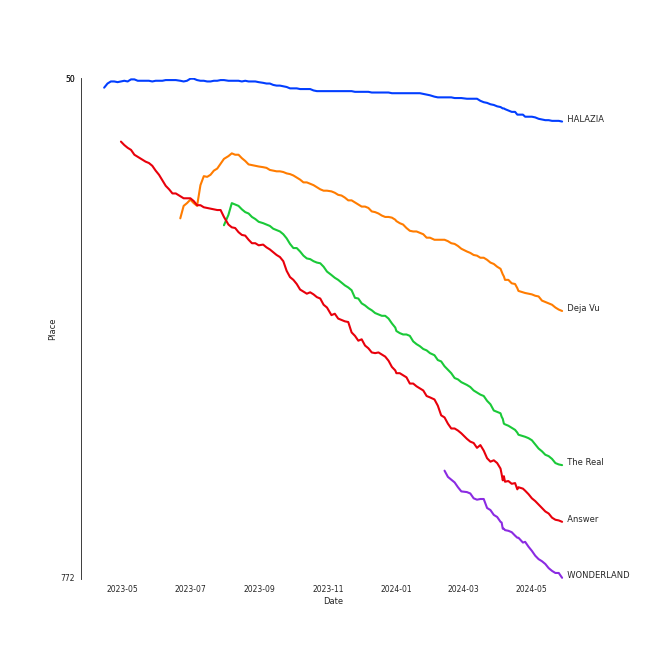 50
HALAZIA
Deja Vu
Place
The Real
Answer
WONDERLAND
772
2023-05 2023-07 2023-09 2023-11 2024-01 2024-03 2024-05
Date